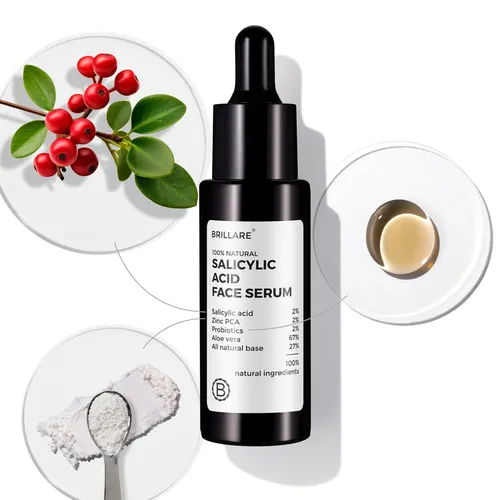 BRILLARE®
100% NATURAL
SALICYLIC
ACID
FACE SERUM
Salicylic acid 2%
Zinc PCA 2%
Probiotics 2%
Aloe vera 67%
All natural base 27%
100%
natural ingredients
B